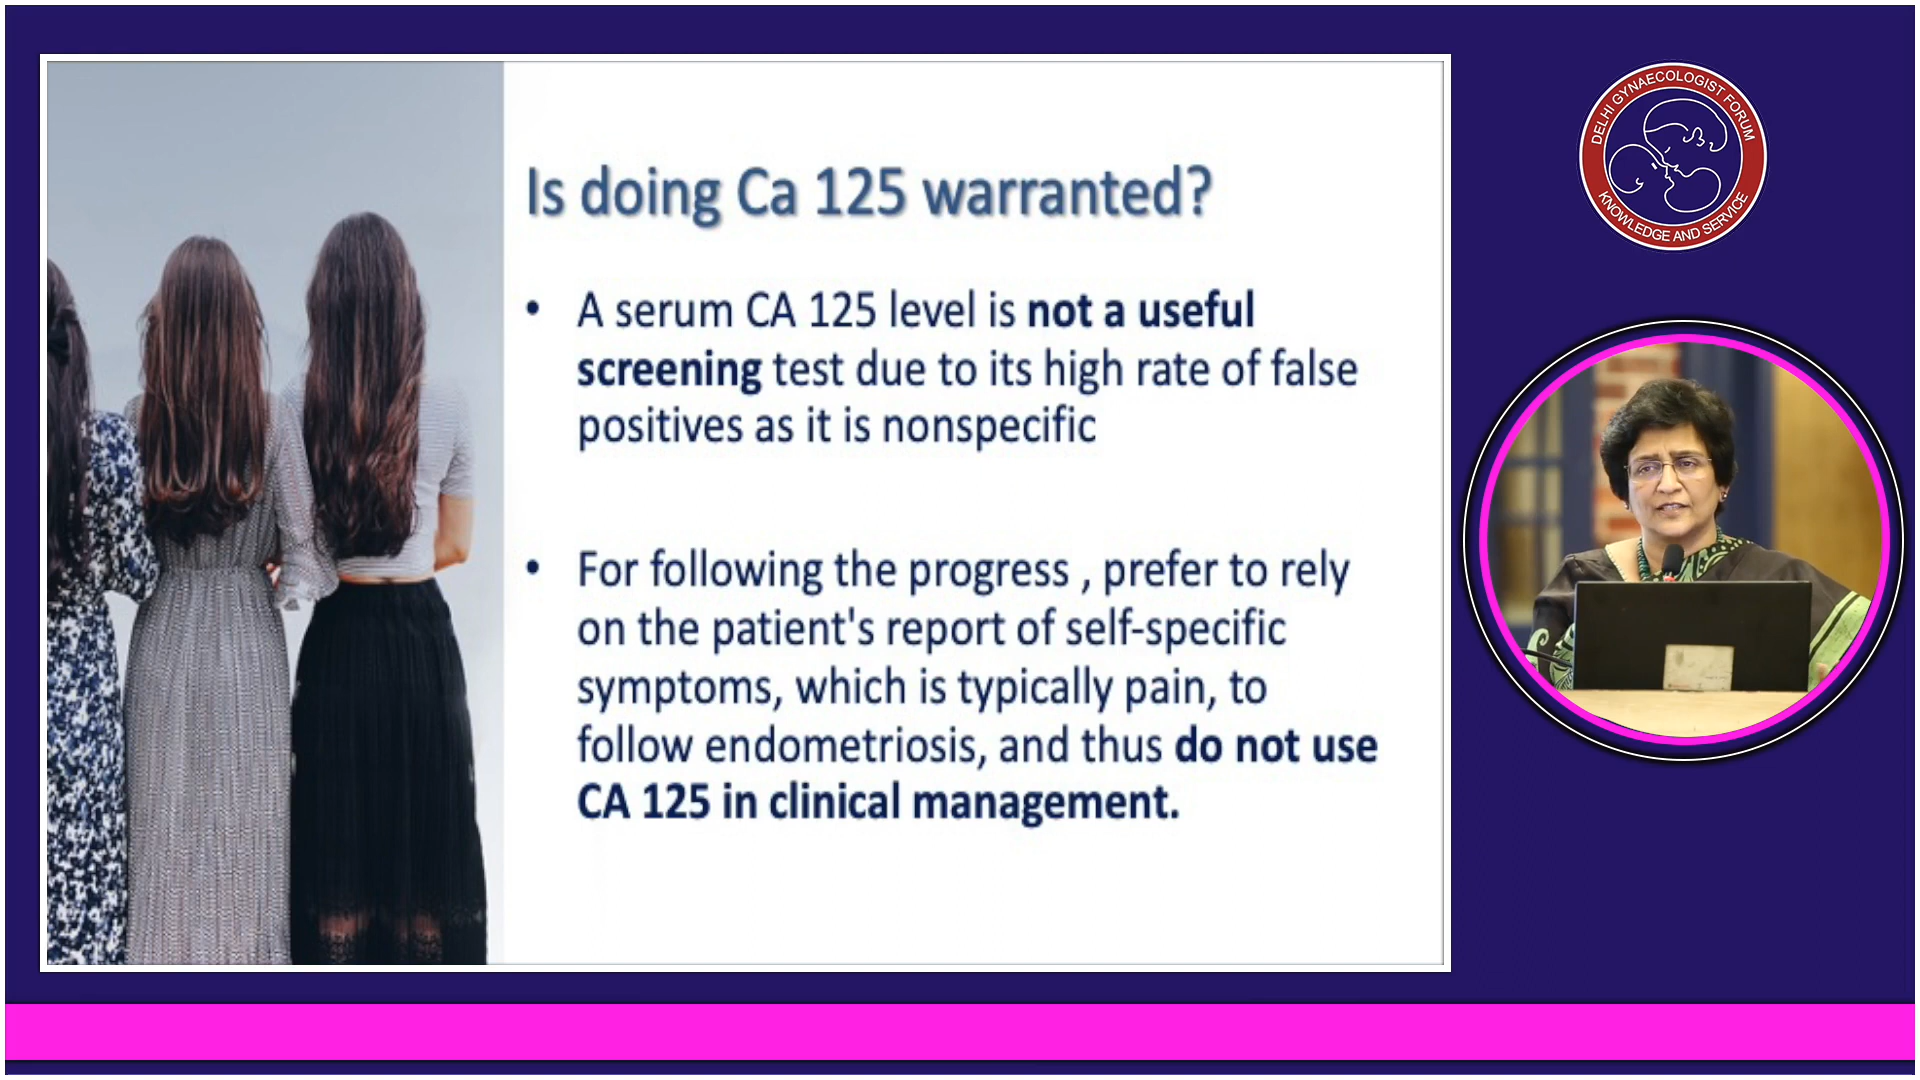 Is doing Ca 125 warranted?
• A serum CA 125 level is not a useful
screening test due to its high rate of false
positives as it is nonspecific
• For following the progress , prefer to rely
on the patient's report of self-specific
symptoms, which is typically pain, to
follow endometriosis, and thus do not use
CA 125 in clinical management.
DELHI GYNAECOLOGIST FORUM
KNOWLEDGE AND SERVICE